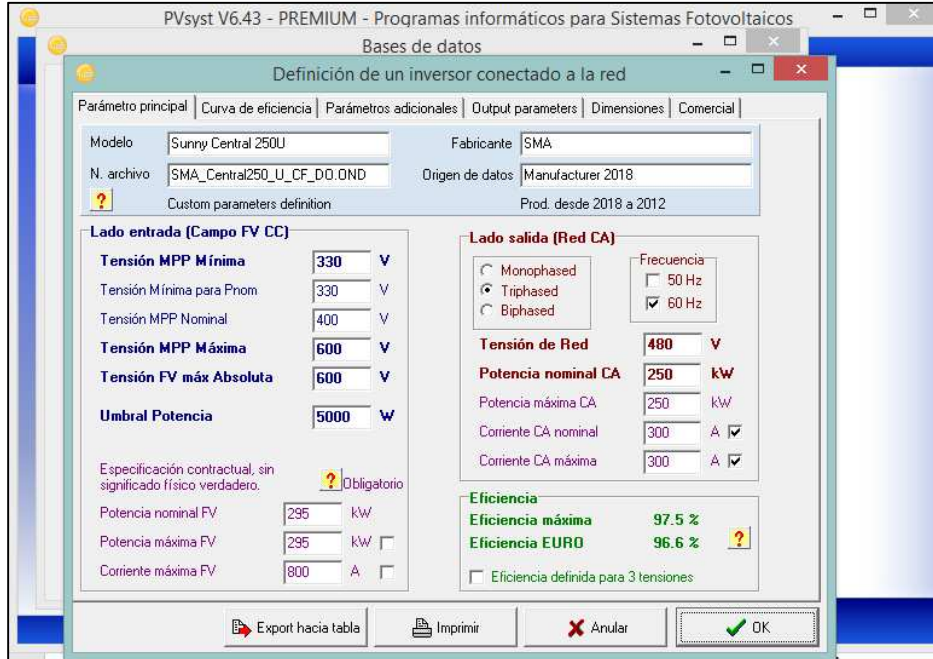 PVsyst V6.43 - PREMIUM - Programas informáticos para Sistemas Fotovoltaicos
Bases de datos
Definición de un inversor conectado a la red
Parámetro principal Curva de eficiencia Parámetros adicionales Output parameters Dimensiones Comercial
Modelo Sunny Central 250U Fabricante SMA
N. archivo SMA_Central250_U_CF_DO.OND Origen de datos Manufacturer 2018
? Custom parameters definition Prod. desde 2018 a 2012
Lado entrada (Campo FV CC)
Tensión MPP Mínima 330 V
Tensión Mínima para Pnom 330 V
Tensión MPP Nominal 400 V
Tensión MPP Máxima 600 V
Tensión FV máx Absoluta 600 V
Umbral Potencia 5000 W
Especificación contractual, sin
significado físico verdadero. ? Obligatorio
Potencia nominal FV 295 kW
Potencia máxima FV 295 kW
Corriente máxima FV 800 A
Lado salida (Red CA)
Monophased
Triphased
Biphased
Frecuencia
50 Hz
60 Hz
Tensión de Red 480 V
Potencia nominal CA 250 kW
Potencia máxima CA 250 kW
Corriente CA nominal 300 A
Corriente CA máxima 300 A
Eficiencia
Eficiencia máxima 97.5 %
Eficiencia EURO 96.6 % ?
Eficiencia definida para 3 tensiones
Export hacia tabla Imprimir Anular OK